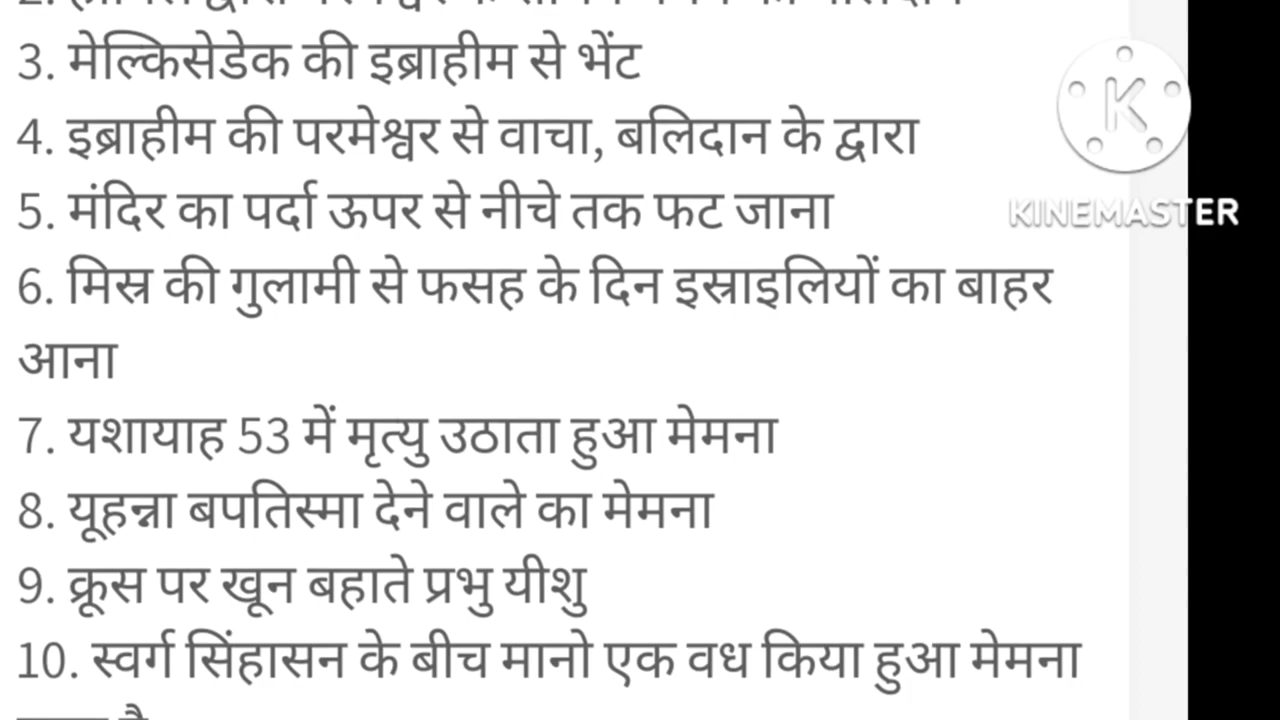 3. मेल्किसेडेक की इब्राहीम से भेंट
4. इब्राहीम की परमेश्वर से वाचा, बलिदान के द्वारा
5. मंदिर का पर्दा ऊपर से नीचे तक फट जाना
6. मिस्र की गुलामी से फसह के दिन इस्राइलियों का बाहर
आना
7. यशायाह 53 में मृत्यु उठाता हुआ मेमना
8. यूहन्ना बपतिस्मा देने वाले का मेमना
9. क्रूस पर खून बहाते प्रभु यीशु
10. स्वर्ग सिंहासन के बीच मानो एक वध किया हुआ मेमना
K
KINEMASTER